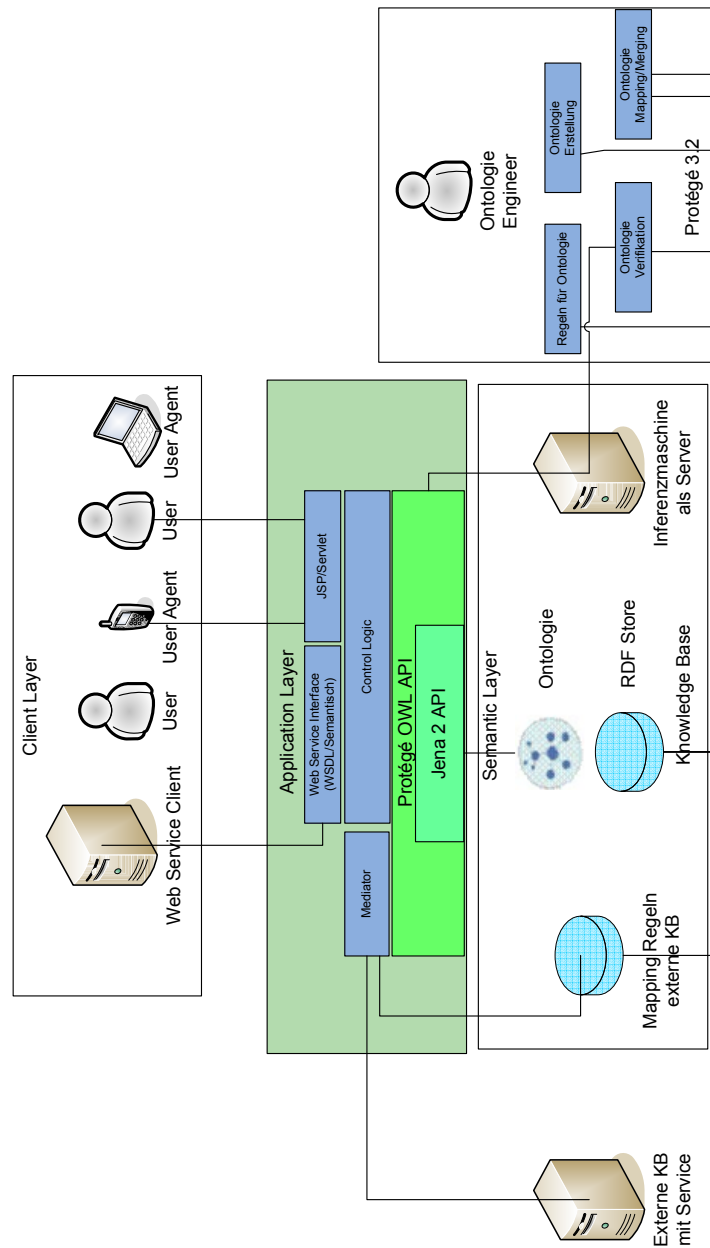 Client Layer
Web Service Client
User
User Agent
User
User Agent
Application Layer
Web Service Interface
(WSDL/Semantisch)
JSP/Servlet
Mediator
Control Logic
Protégé OWL API
Jena 2 API
Semantic Layer
Ontologie
RDF Store
Knowledge Base
Mapping Regeln
externe KB
Inferenzmaschine
als Server
Externe KB
mit Service
Ontologie
Engineer
Regeln für Ontologie
Ontologie
Erstellung
Ontologie
Verifikation
Ontologie
Mapping/Merging
Protégé 3.2